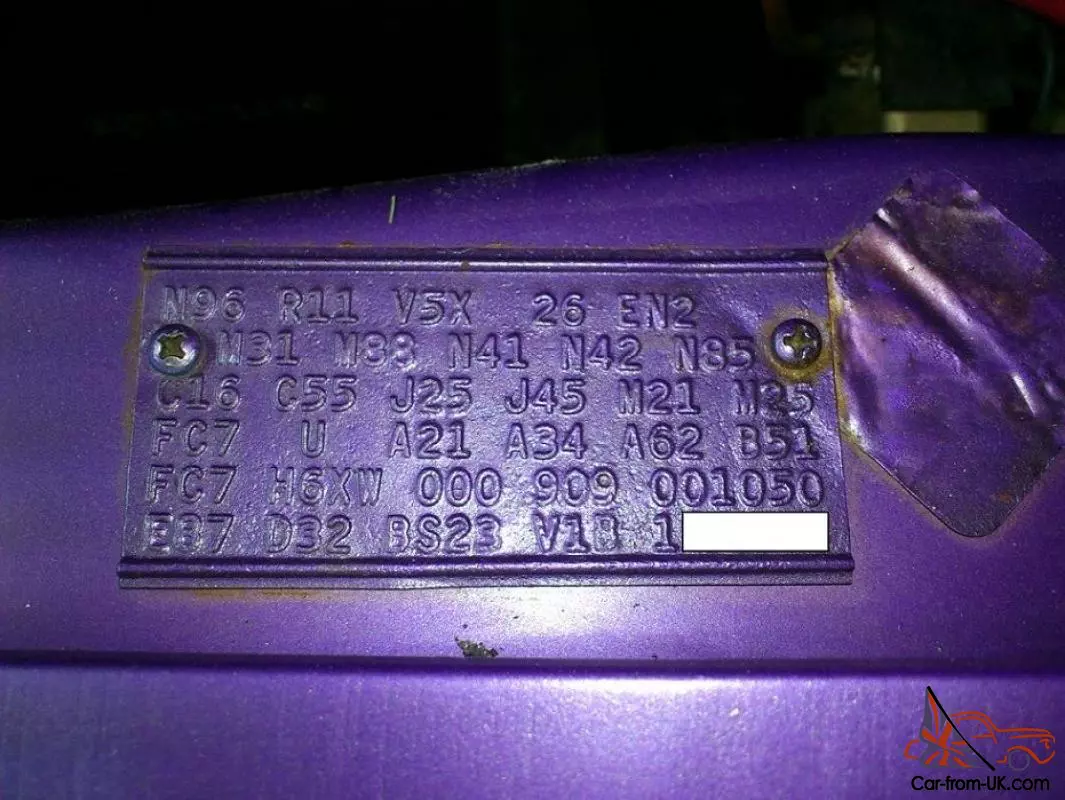 N96 R11 V5X 26 EN2
M31 M88 N41 N42 N85
C16 C55 J25 J45 M21 M25
FC7 U A21 A34 A62 B51
FC7 H6XW 000 909 001050
E87 D32 BS23 V1B 1
Car-from-UK.com